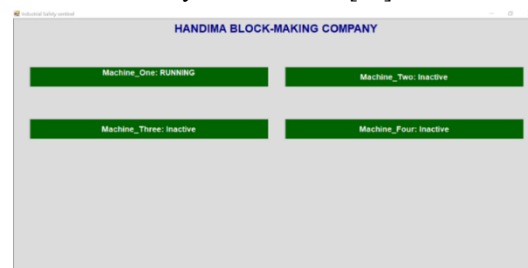 Industrial Safety control
HANDIMA BLOCK-MAKING COMPANY
Machine_One: RUNNING
Machine_Two: Inactive
Machine_Three: Inactive
Machine_Four: Inactive